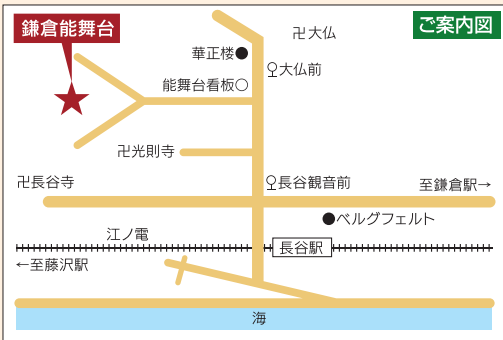 鎌倉能舞台
ご案内図
卍大仏
華正楼
大仏前
能舞台看板
卍光則寺
卍長谷寺
長谷観音前
至鎌倉駅→
ベルグフェルト
江ノ電
長谷駅
←至藤沢駅
海